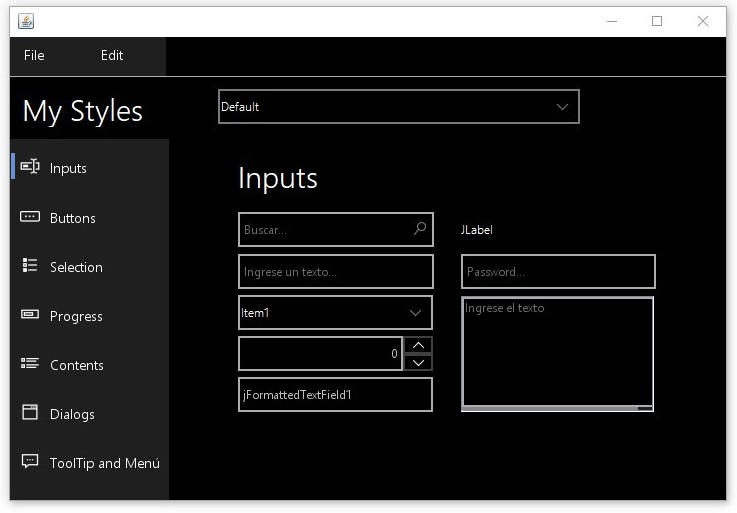 File Edit
My Styles
Default
Inputs
Buttons
Selection
Progress
Contents
Dialogs
ToolTip and Menú
Inputs
Buscar...
JLabel
Ingrese un texto...
Password...
Item1
Ingrese el texto
0
jFormattedTextField1